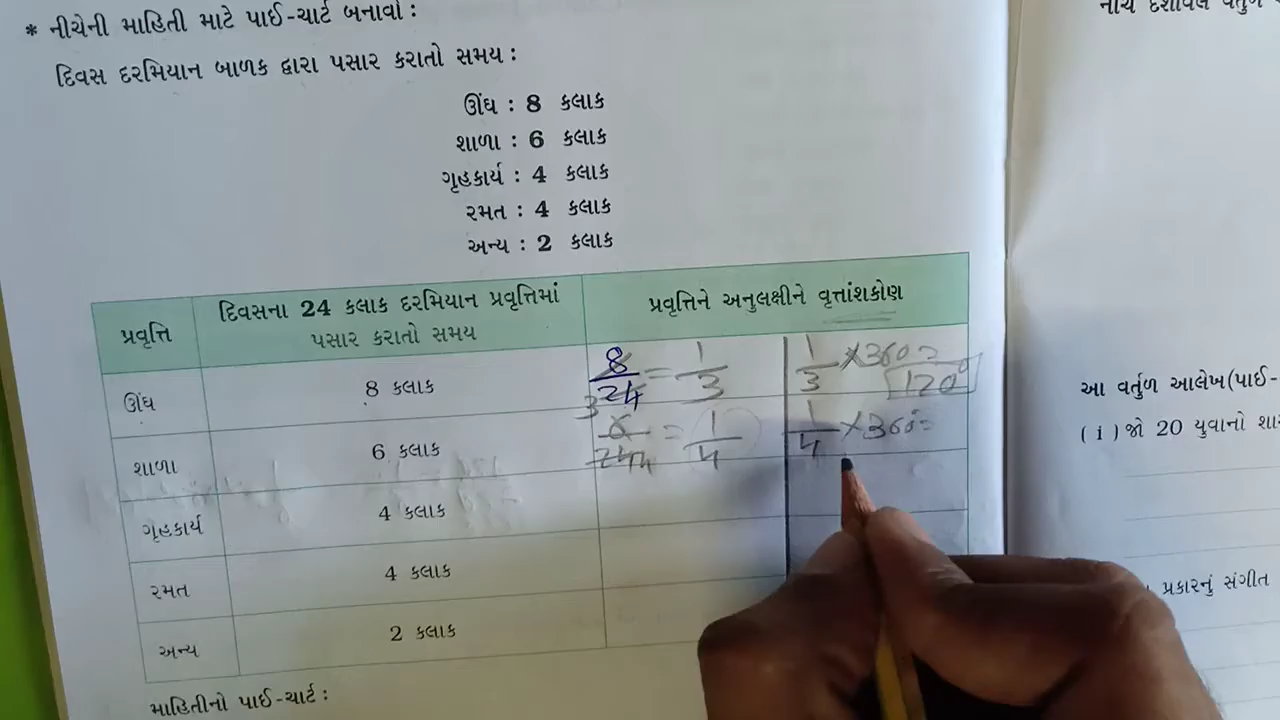 * નીચેની માહિતી માટે પાઈ-ચાર્ટ બનાવો :
દિવસ દરમિયાન બાળક દ્વારા પસાર કરાતો સમય :
ઊંઘ : 8 કલાક
શાળા : 6 કલાક
ગૃહકાર્ય : 4 કલાક
રમત : 4 કલાક
અન્ય : 2 કલાક
પ્રવૃત્તિ દિવસના 24 કલાક દરમિયાન પ્રવૃત્તિમાં પસાર કરાતો સમય પ્રવૃત્તિને અનુલક્ષીને વૃત્તાંશકોણ
ઊંઘ 8 કલાક 8/24 = 1/3 1/3 × 360 = 120°
3
શાળા 6 કલાક 6/24 4 = 1/4 1/4 × 360 =
ગૃહકાર્ય 4 કલાક
રમત 4 કલાક
અન્ય 2 કલાક
માહિતીનો પાઈ-ચાર્ટ :
આ વર્તુળ આલેખ(પાઈ-
( i ) જો 20 યુવાનો
પ્રકારનું સંગીત